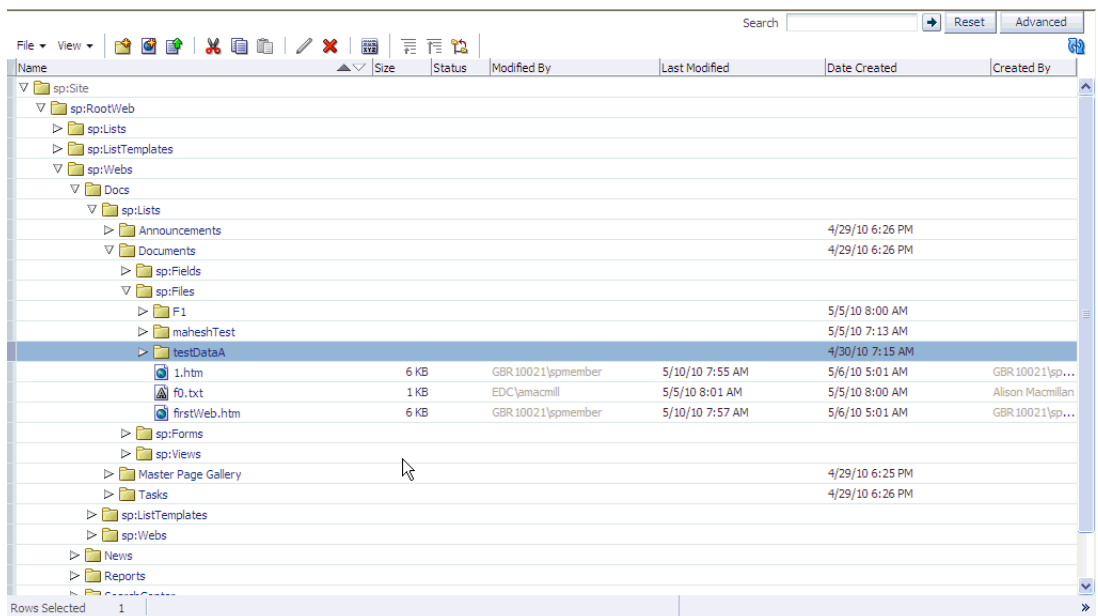 Search Reset Advanced
File View
Name Size Status Modified By Last Modified Date Created Created By
sp:Site
sp:RootWeb
sp:Lists
sp:ListTemplates
sp:Webs
Docs
sp:Lists
Announcements 4/29/10 6:26 PM
Documents 4/29/10 6:26 PM
sp:Fields
sp:Files
F1 5/5/10 8:00 AM
maheshTest 5/5/10 7:13 AM
testDataA 4/30/10 7:15 AM
1.htm 6 KB GBR10021\spmember 5/10/10 7:55 AM 5/6/10 5:01 AM GBR10021\sp...
f0.txt 1 KB EDC\amacmill 5/5/10 8:01 AM 5/5/10 8:00 AM Alison Macmillan
firstWeb.htm 6 KB GBR10021\spmember 5/10/10 7:57 AM 5/6/10 5:01 AM GBR10021\sp...
sp:Forms
sp:Views
Master Page Gallery 4/29/10 6:25 PM
Tasks 4/29/10 6:26 PM
sp:ListTemplates
sp:Webs
News
Reports
Rows Selected 1